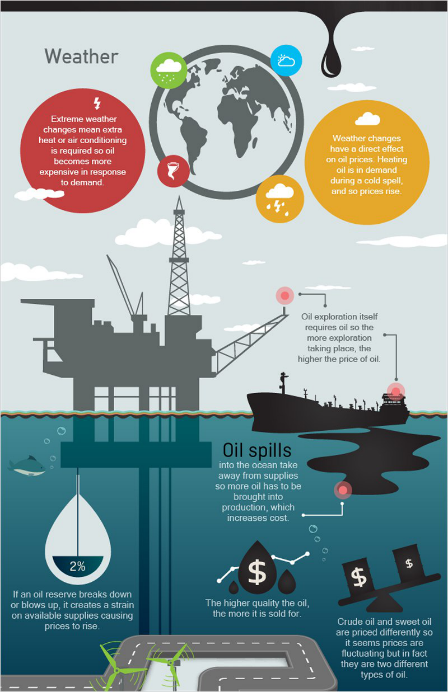 Weather
Extreme weather
changes mean extra
heat or air conditioning
is required so oil
becomes more
expensive in response
to demand.
Weather changes
have a direct effect
on oil prices. Heating
oil is in demand
during a cold spell,
and so prices rise.
Oil exploration itself
requires oil so the
more exploration
taking place, the
higher the price of oil.
Oil spills
into the ocean take
away from supplies
so more oil has to be
brought into
production, which
increases cost.
2%
If an oil reserve breaks down
or blows up, it creates a strain
on available supplies causing
prices to rise.
$
The higher quality the oil,
the more it is sold for.
$
$
Crude oil and sweet oil
are priced differently so
it seems prices are
fluctuating but in fact
they are two different
types of oil.